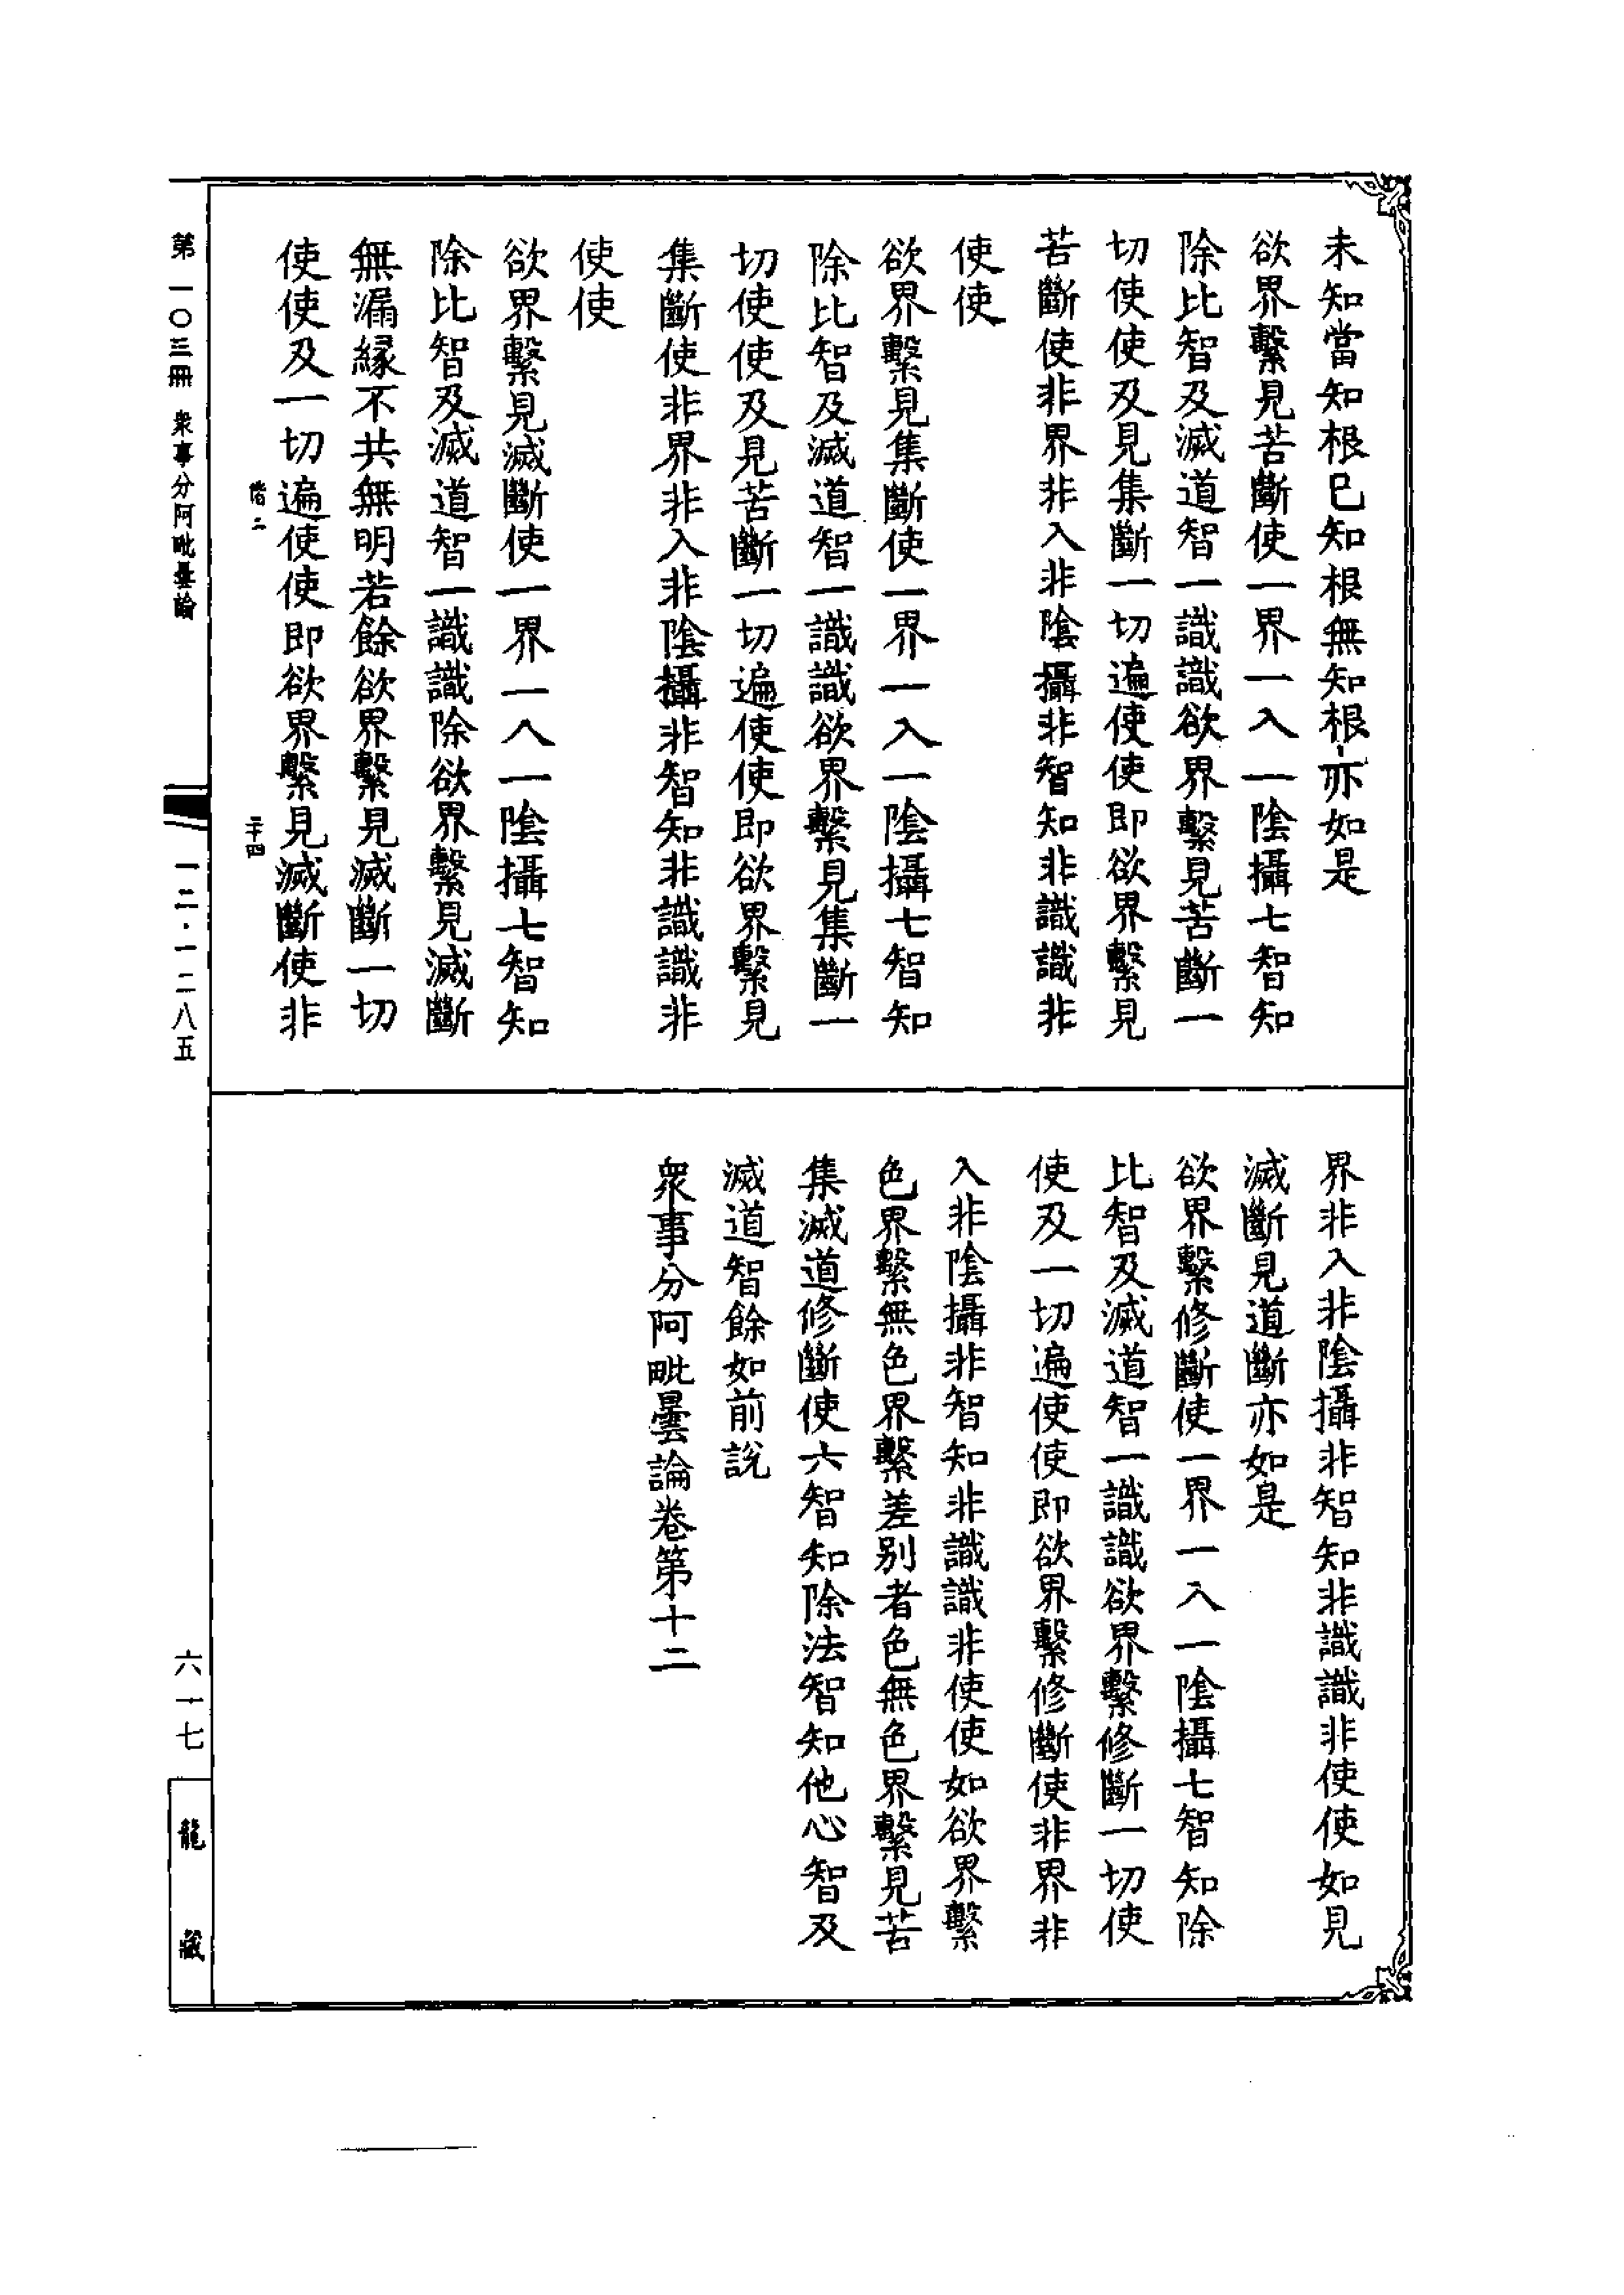 未知當知根已知根無知根亦如是
欲界繫見苦斷使一界一入一陰攝七智知
除比智及滅道智一識識欲界繫見苦斷一
切使使及見集斷一切遍使使即欲界繫見
苦斷使非界非入非陰攝非智知非識識非
使使
欲界繫見集斷使一界一入一陰攝七智知
除比智及滅道智一識識欲界繫見集斷一
切使使及見苦斷一切遍使使即欲界繫見
集斷使非界非入非陰攝非智知非識識非
使使
欲界繫見滅斷使一界一入一陰攝七智知
除比智及滅道智一識識除欲界繫見滅斷
無漏緣不共無明若餘欲界繫見滅斷一切
使使及一切遍使使即欲界繫見滅斷使非
界非入非陰攝非智知非識識非使使如見
滅斷見道斷亦如是
欲界繫修斷使一界一入一陰攝七智知除
比智及滅道智一識識欲界繫修斷一切使
使及一切遍使使即欲界繫修斷使非界非
入非陰攝非智知非識識非使使如欲界繫
色界繫無色界繫差別者色無色界繫見苦
集滅道修斷使六智知除法智知他心智及
滅道智餘如前說
眾事分阿毗曇論卷第十二
二十四
第一〇三冊 眾事分阿毗曇論
一二·一二八五
六一七
龍藏